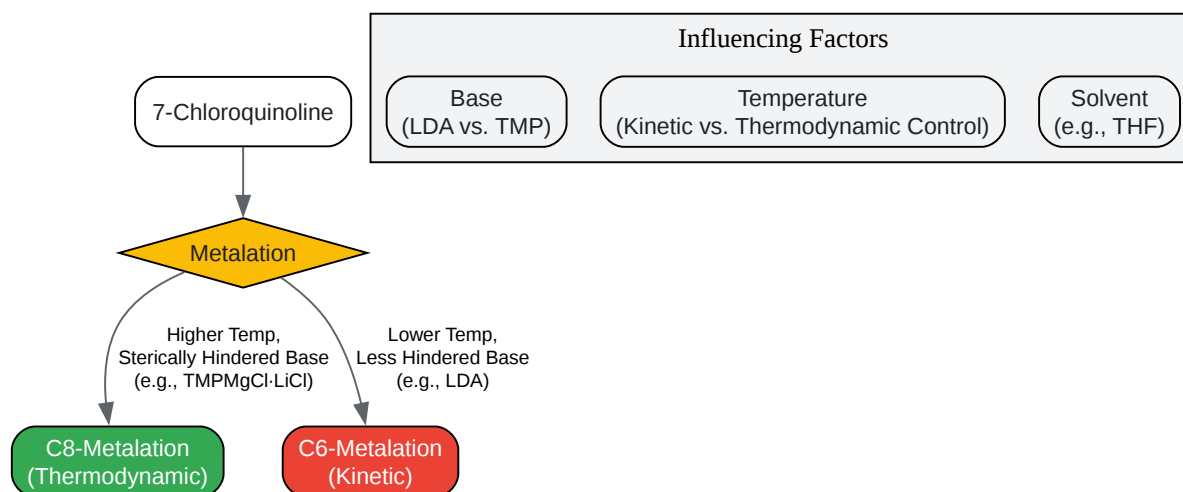 Influencing Factors
7-Chloroquinoline
Base
(LDA vs. TMP)
Temperature
(Kinetic vs. Thermodynamic Control)
Solvent
(e.g., THF)
Metalation
Higher Temp,
Sterically Hindered Base
(e.g., TMPMgCl·LiCl)
Lower Temp,
Less Hindered Base
(e.g., LDA)
C8-Metalation
(Thermodynamic)
C6-Metalation
(Kinetic)